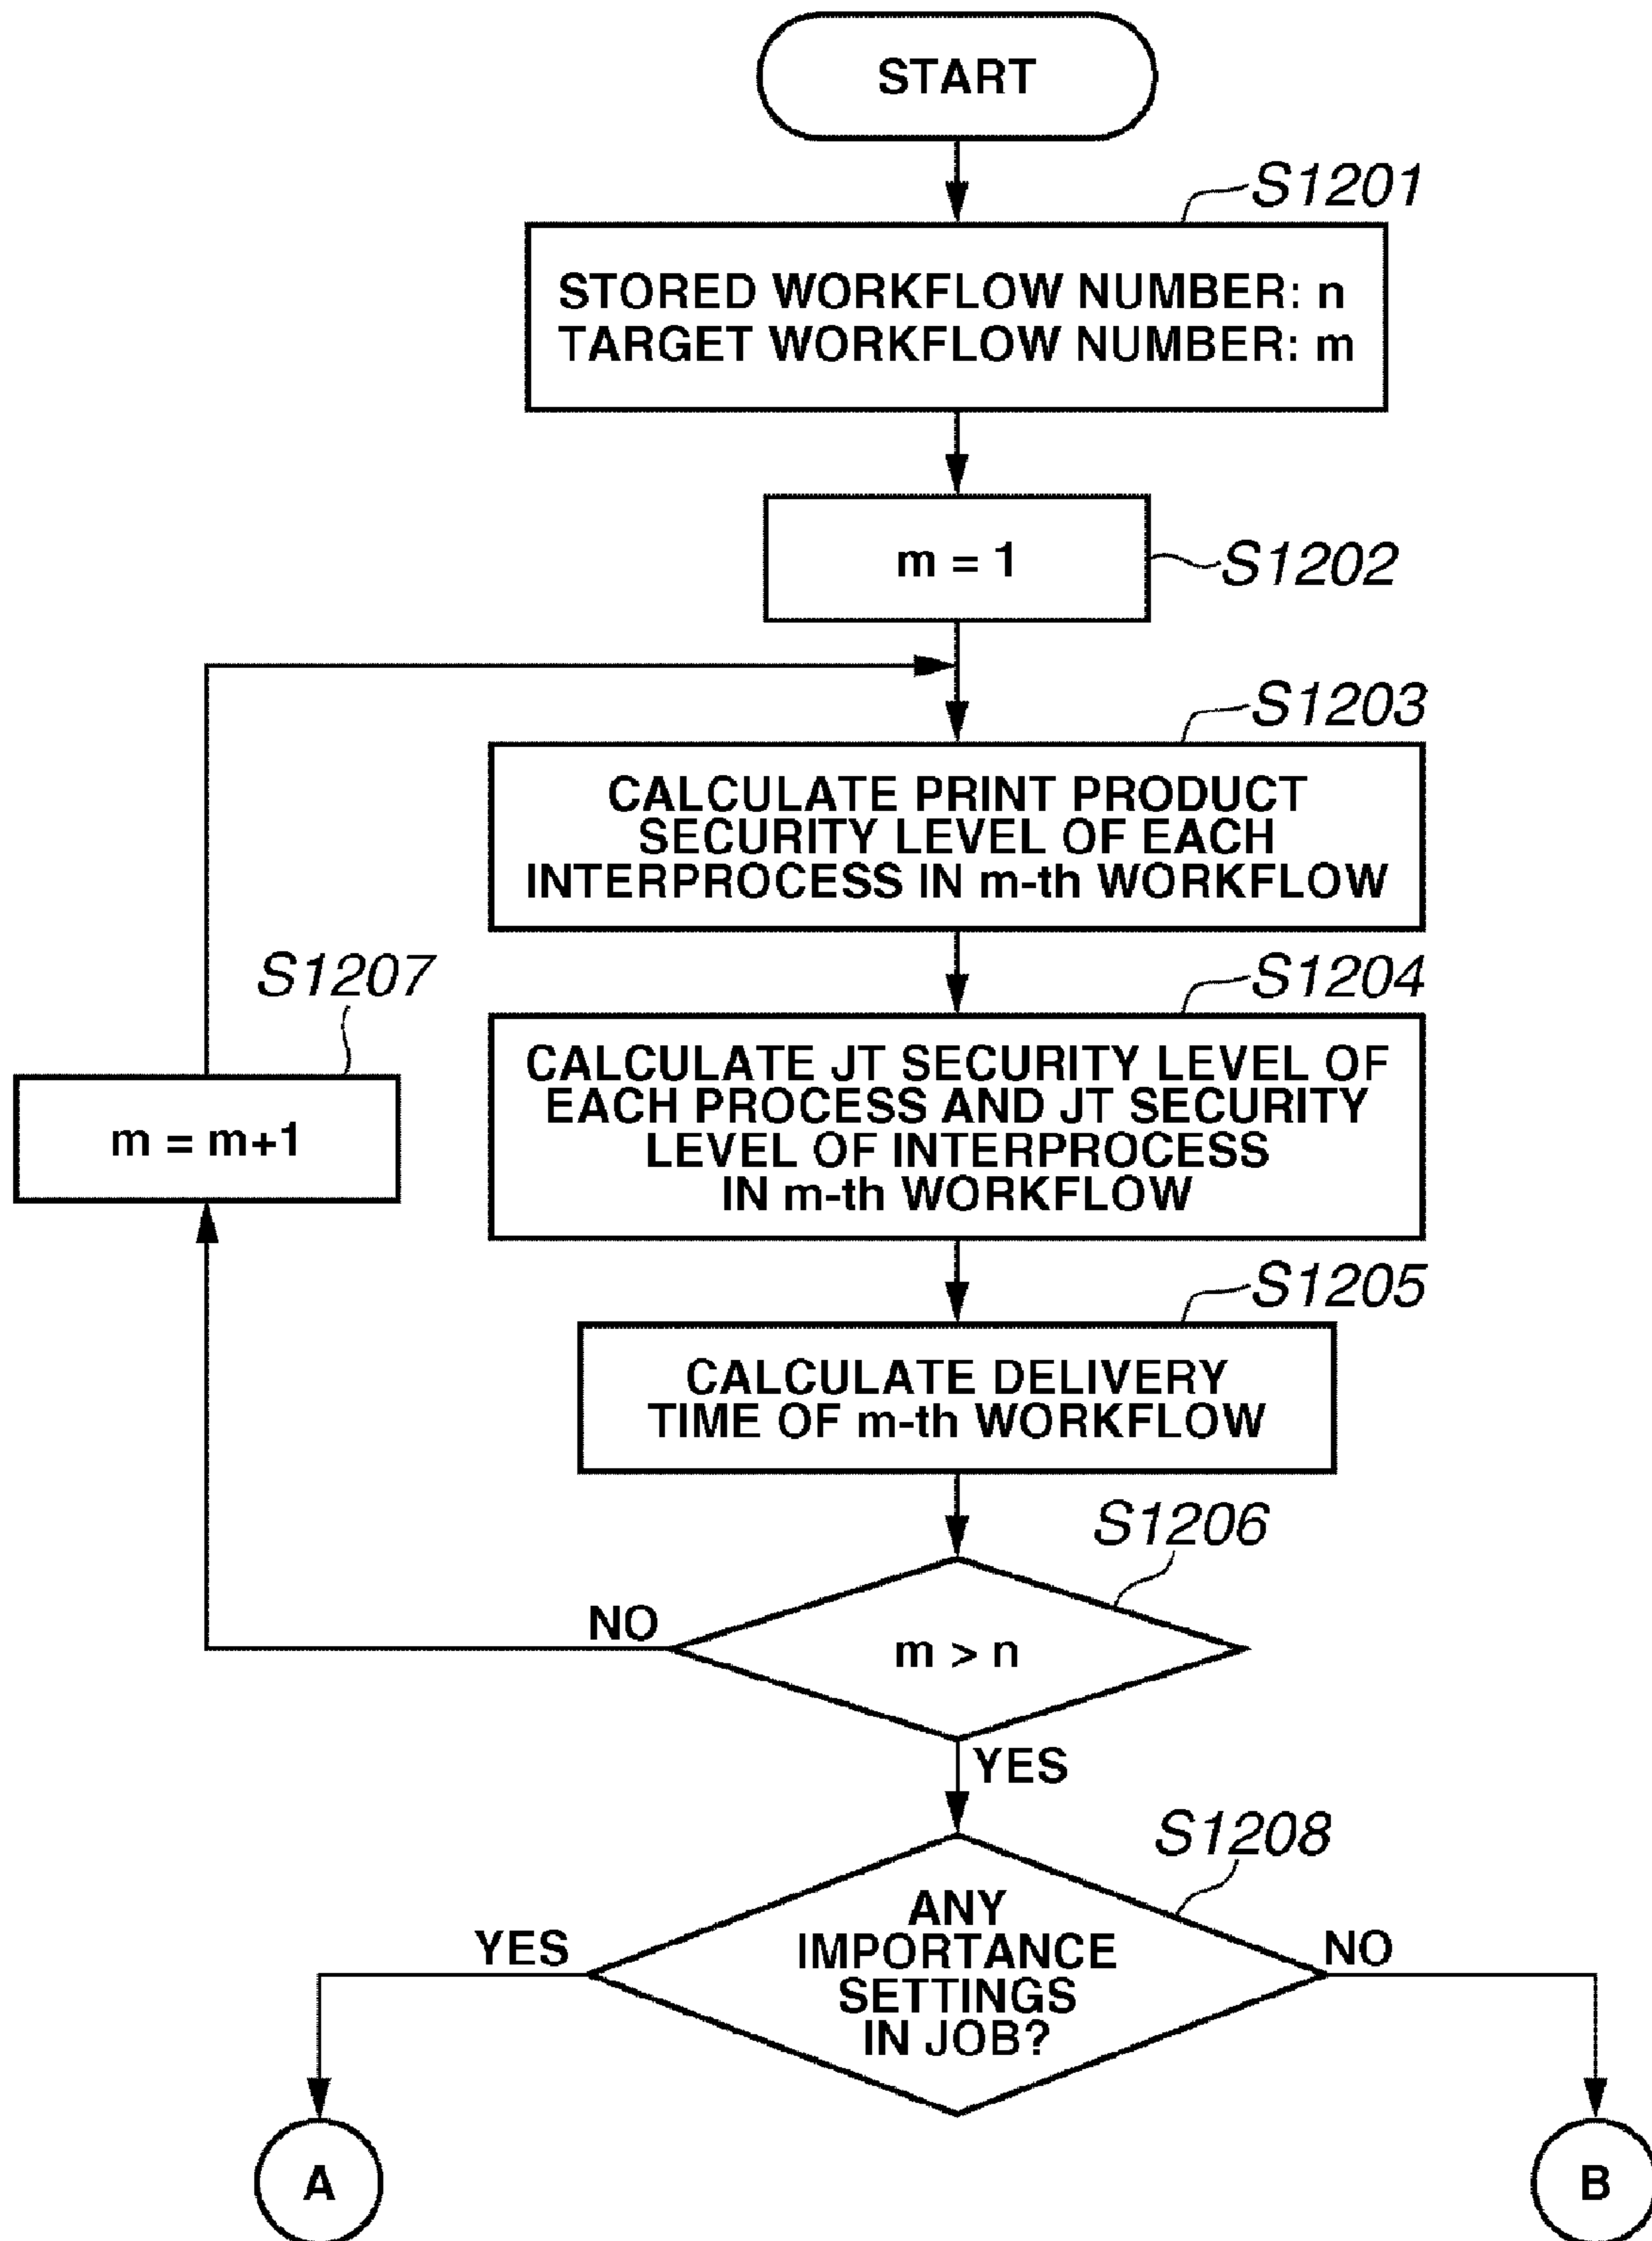 START
S1201
STORED WORKFLOW NUMBER: n
TARGET WORKFLOW NUMBER: m
m = 1
S1202
S1203
CALCULATE PRINT PRODUCT
SECURITY LEVEL OF EACH
INTERPROCESS IN m-th WORKFLOW
S1207
m = m+1
S1204
CALCULATE JT SECURITY LEVEL OF
EACH PROCESS AND JT SECURITY
LEVEL OF INTERPROCESS
IN m-th WORKFLOW
S1205
CALCULATE DELIVERY
TIME OF m-th WORKFLOW
S1206
NO
m > n
YES
S1208
YES
ANY
IMPORTANCE
SETTINGS
IN JOB?
NO
A
B